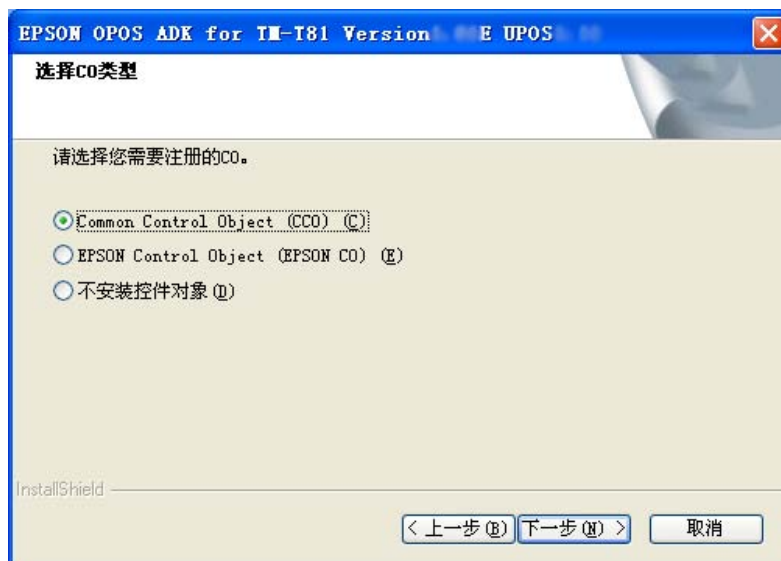 EPSON OPOS ADK for TM-T81 Version E UPOS
选择CO类型
请选择您需要注册的CO。
Common Control Object (CCO) (C)
EPSON Control Object (EPSON CO) (E)
不安装控件对象(D)
InstallShield
< 上一步(B) 下一步(N) > 取消